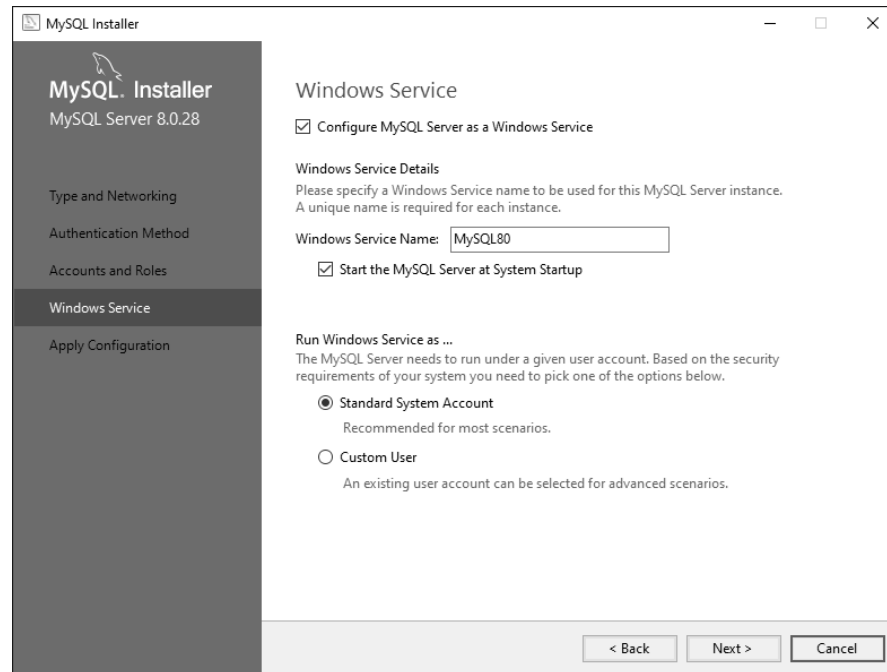 MySQL Installer
MySQL. Installer
MySQL Server 8.0.28
Type and Networking
Authentication Method
Accounts and Roles
Windows Service
Apply Configuration
Windows Service
Configure MySQL Server as a Windows Service
Windows Service Details
Please specify a Windows Service name to be used for this MySQL Server instance.
A unique name is required for each instance.
Windows Service Name: MySQL80
Start the MySQL Server at System Startup
Run Windows Service as ...
The MySQL Server needs to run under a given user account. Based on the security
requirements of your system you need to pick one of the options below.
Standard System Account
Recommended for most scenarios.
Custom User
An existing user account can be selected for advanced scenarios.
< Back Next > Cancel